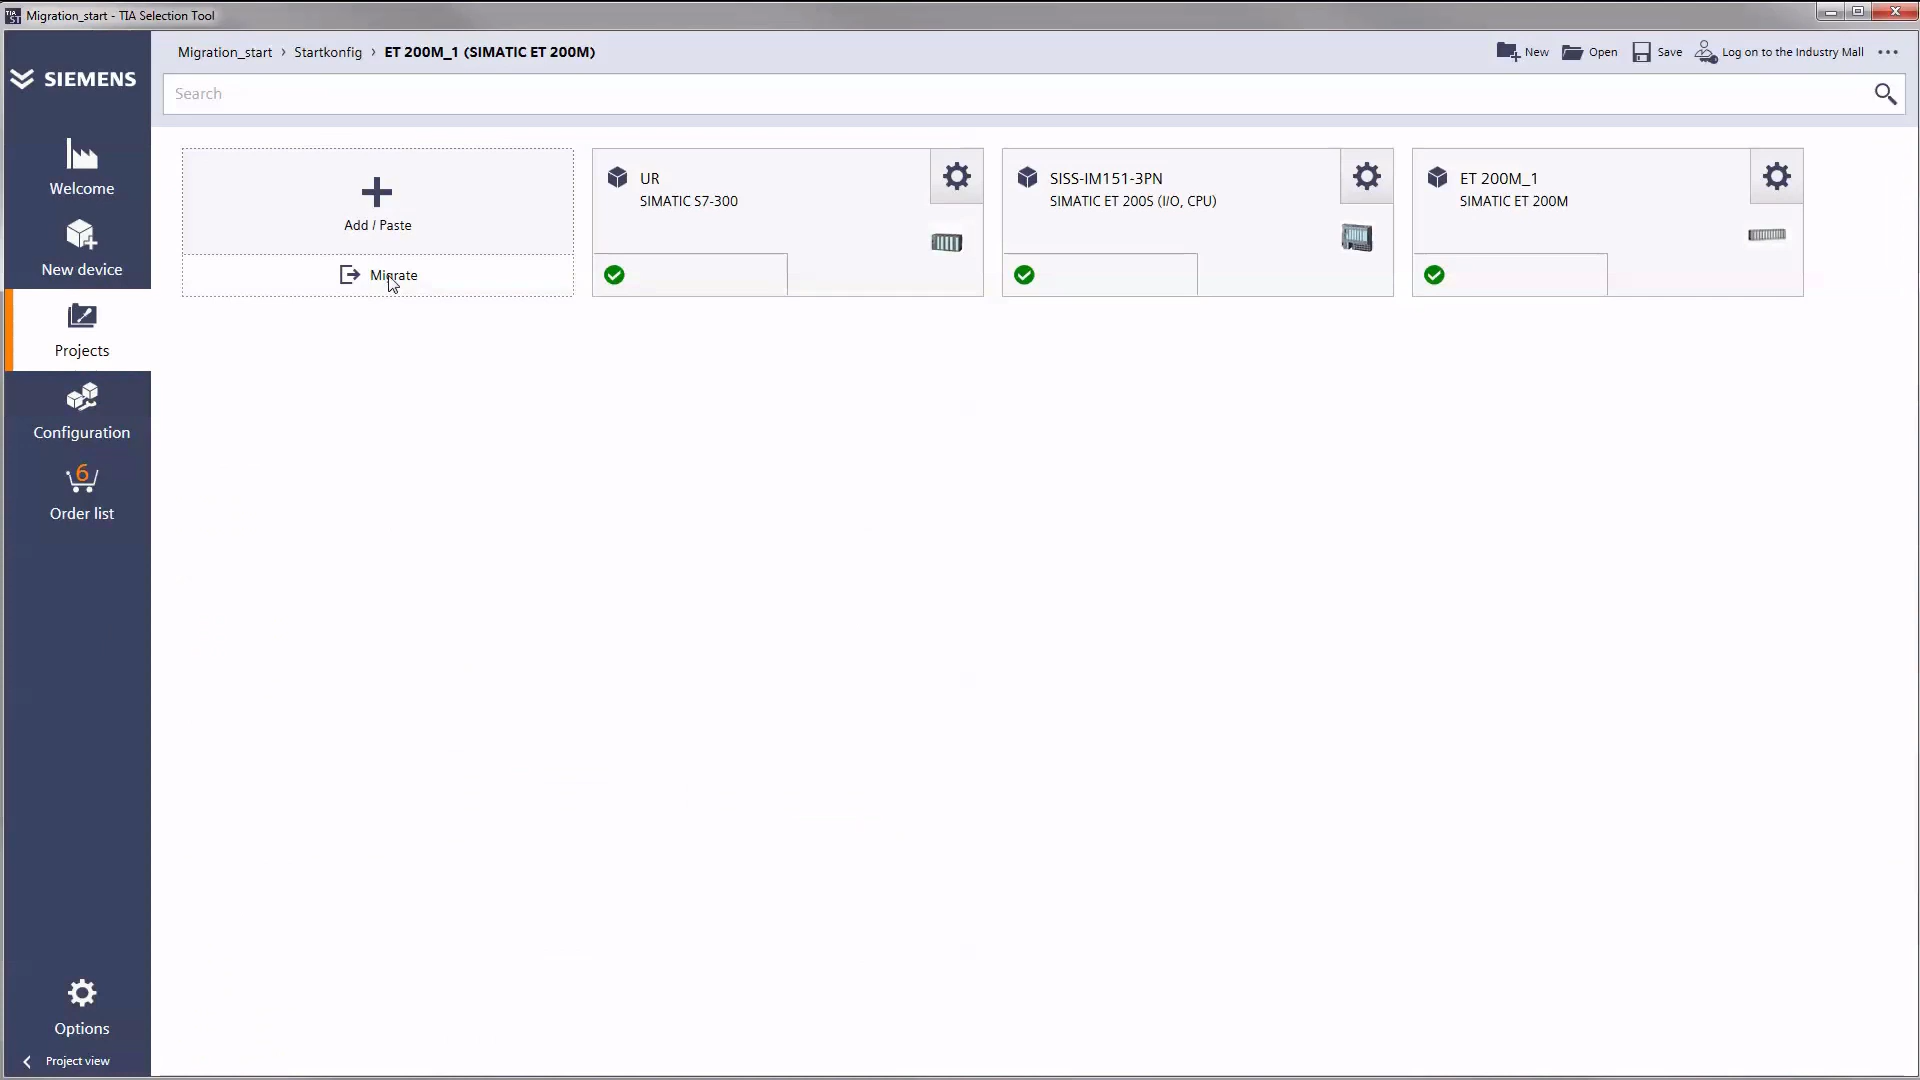 Migration_start - TIA Selection Tool
Migration_start › Startkonfig › ET 200M_1 (SIMATIC ET 200M)
New
Open
Save
Log on to the Industry Mall
SIEMENS
Search
Welcome
New device
Projects
Configuration
6
Order list
Options
Project view
Add / Paste
Migrate
UR
SIMATIC S7-300
SISS-IM151-3PN
SIMATIC ET 200S (I/O, CPU)
ET 200M_1
SIMATIC ET 200M